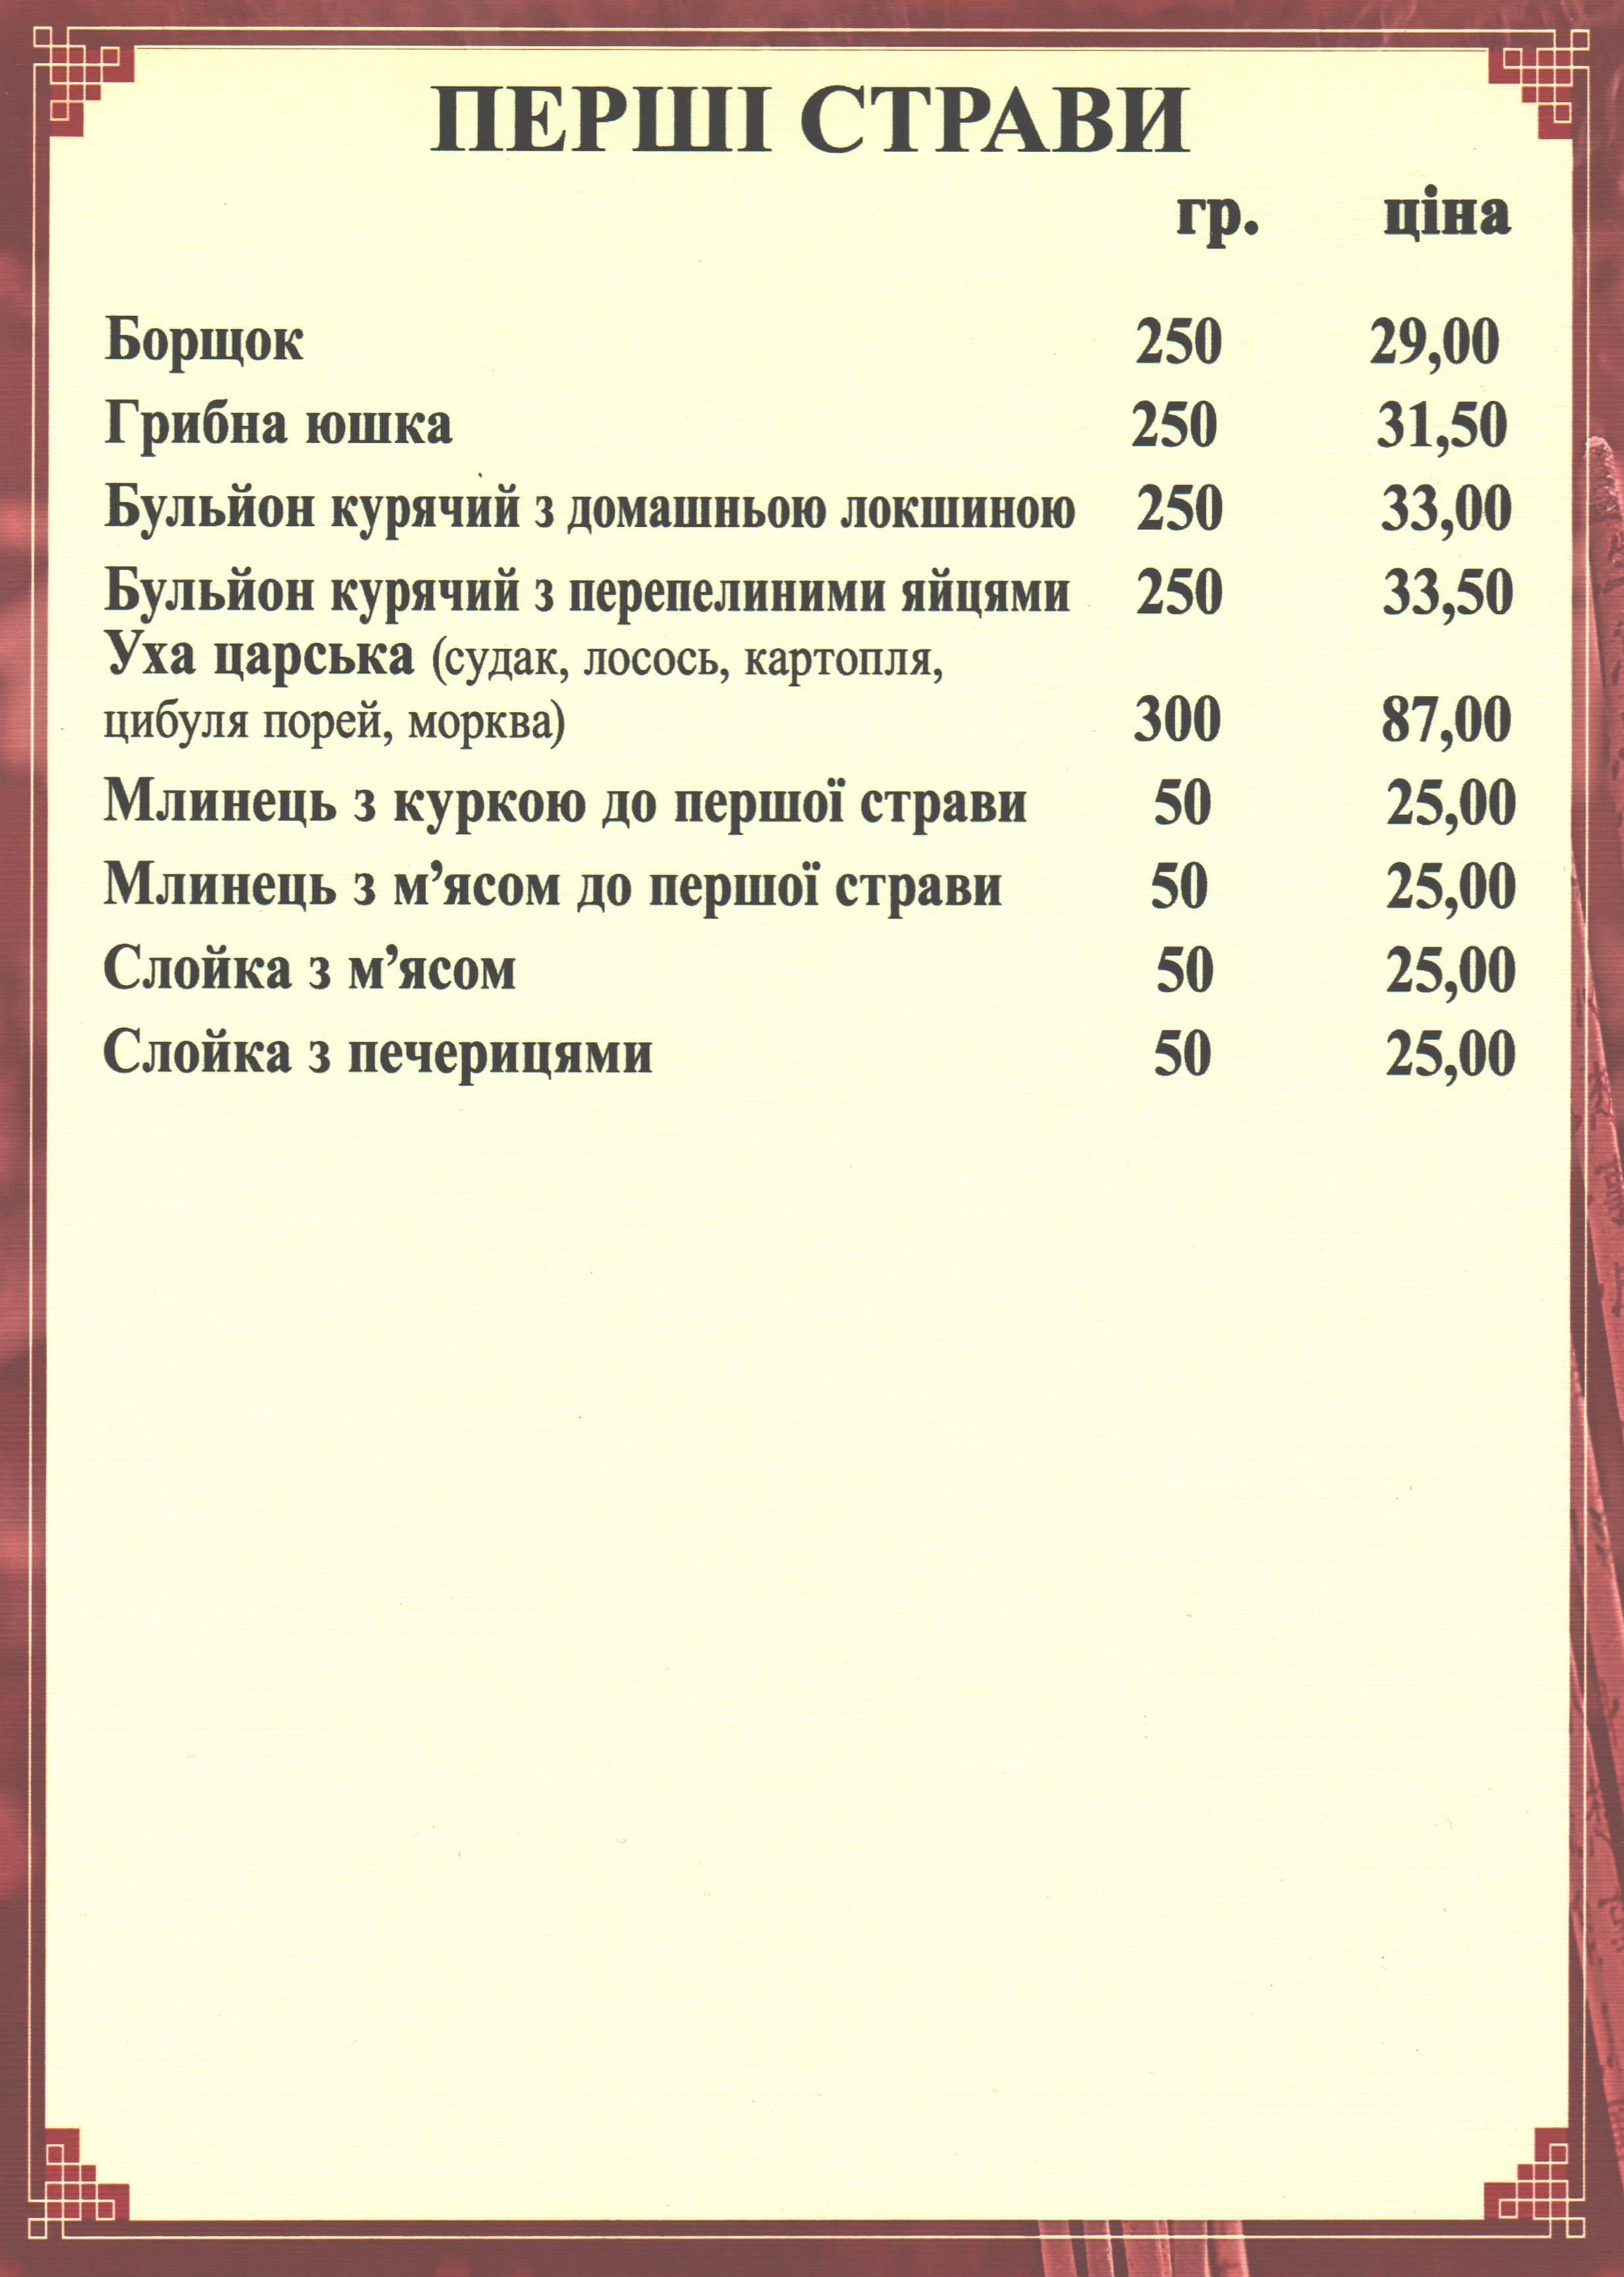 ПЕРШІ СТРАВИ
гр. ціна
Борщок 250 29,00
Грибна юшка 250 31,50
Бульйон курячий з домашньою локшиною 250 33,00
Бульйон курячий з перепелиними яйцями 250 33,50
Уха царська (судак, лосось, картопля,
цибуля порей, морква) 300 87,00
Млинець з куркою до першої страви 50 25,00
Млинець з м’ясом до першої страви 50 25,00
Слойка з м’ясом 50 25,00
Слойка з печерицями 50 25,00